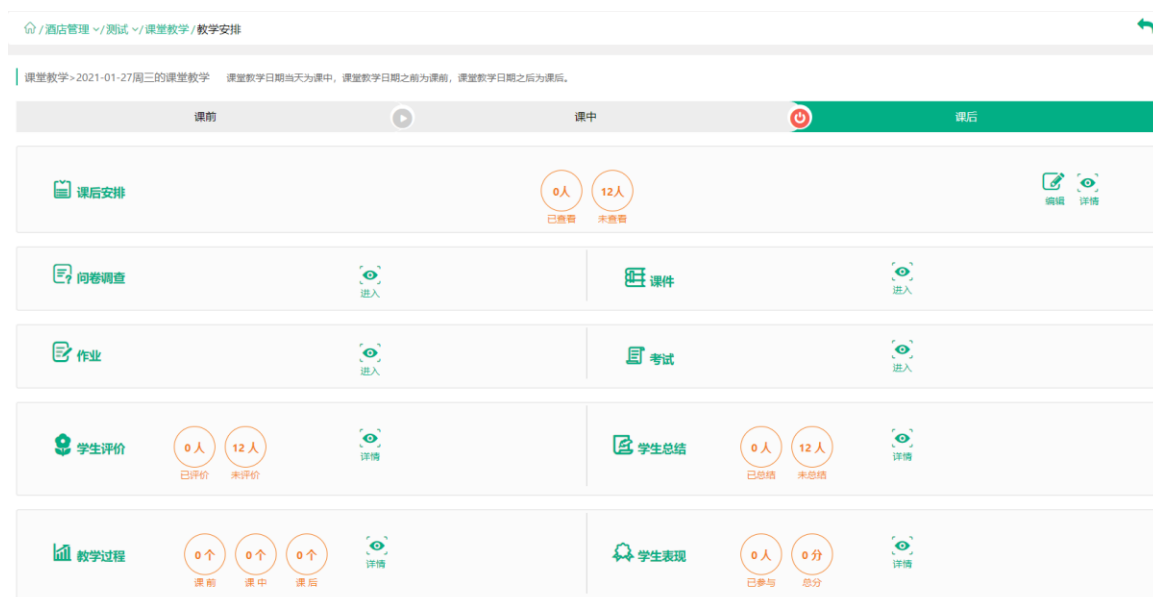 /酒店管理 /测试 /课堂教学/教学安排
课堂教学>2021-01-27周三的课堂教学 课堂教学日期当天为课中，课堂教学日期之前为课前，课堂教学日期之后为课后。
课前 课中 课后
课后安排 0人 12人 编辑 详情
已查看 未查看
问卷调查 进入 课件 进入
作业 进入 考试 进入
学生评价 0人 12人 详情 学生总结 0人 12人 详情
已评价 未评价 已总结 未总结
教学过程 0个 0个 0个 详情 学生表现 0人 0分 详情
课前 课中 课后 已参与 总分